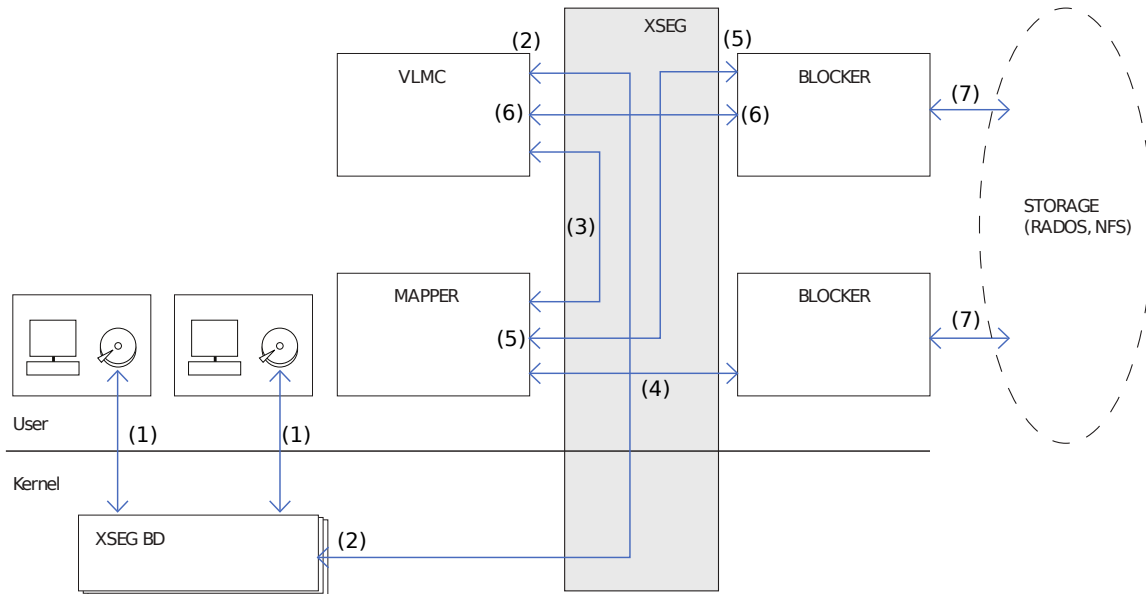 XSEG
(2)
(5)
VLMC
BLOCKER
(7)
(6)
(6)
STORAGE
(RADOS, NFS)
(3)
MAPPER
BLOCKER
(7)
(5)
(4)
User
(1)
(1)
Kernel
XSEG BD
(2)